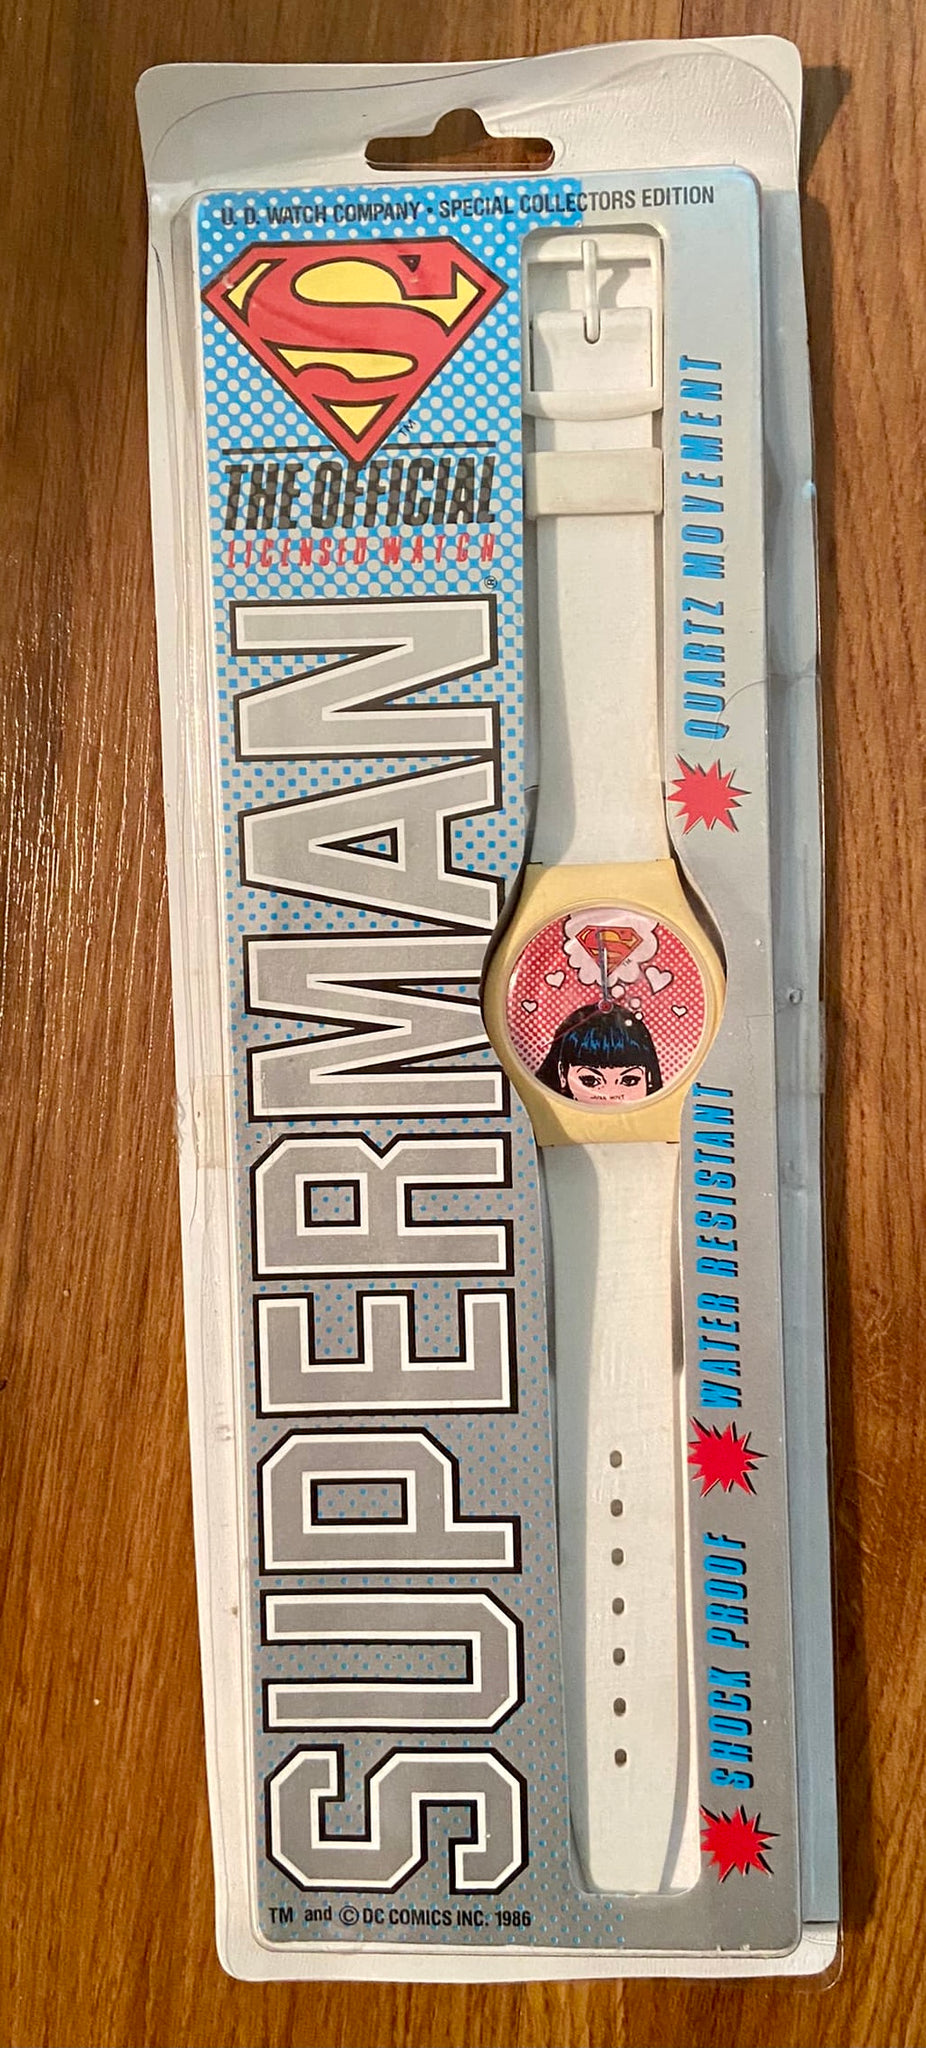 U. D. WATCH COMPANY • SPECIAL COLLECTORS EDITION
S
TM
THE OFFICIAL
LICENSED WATCH
SUPERMAN®
QUARTZ MOVEMENT
WATER RESISTANT
SHOCK PROOF
S
TM
TM and © DC COMICS INC. 1986